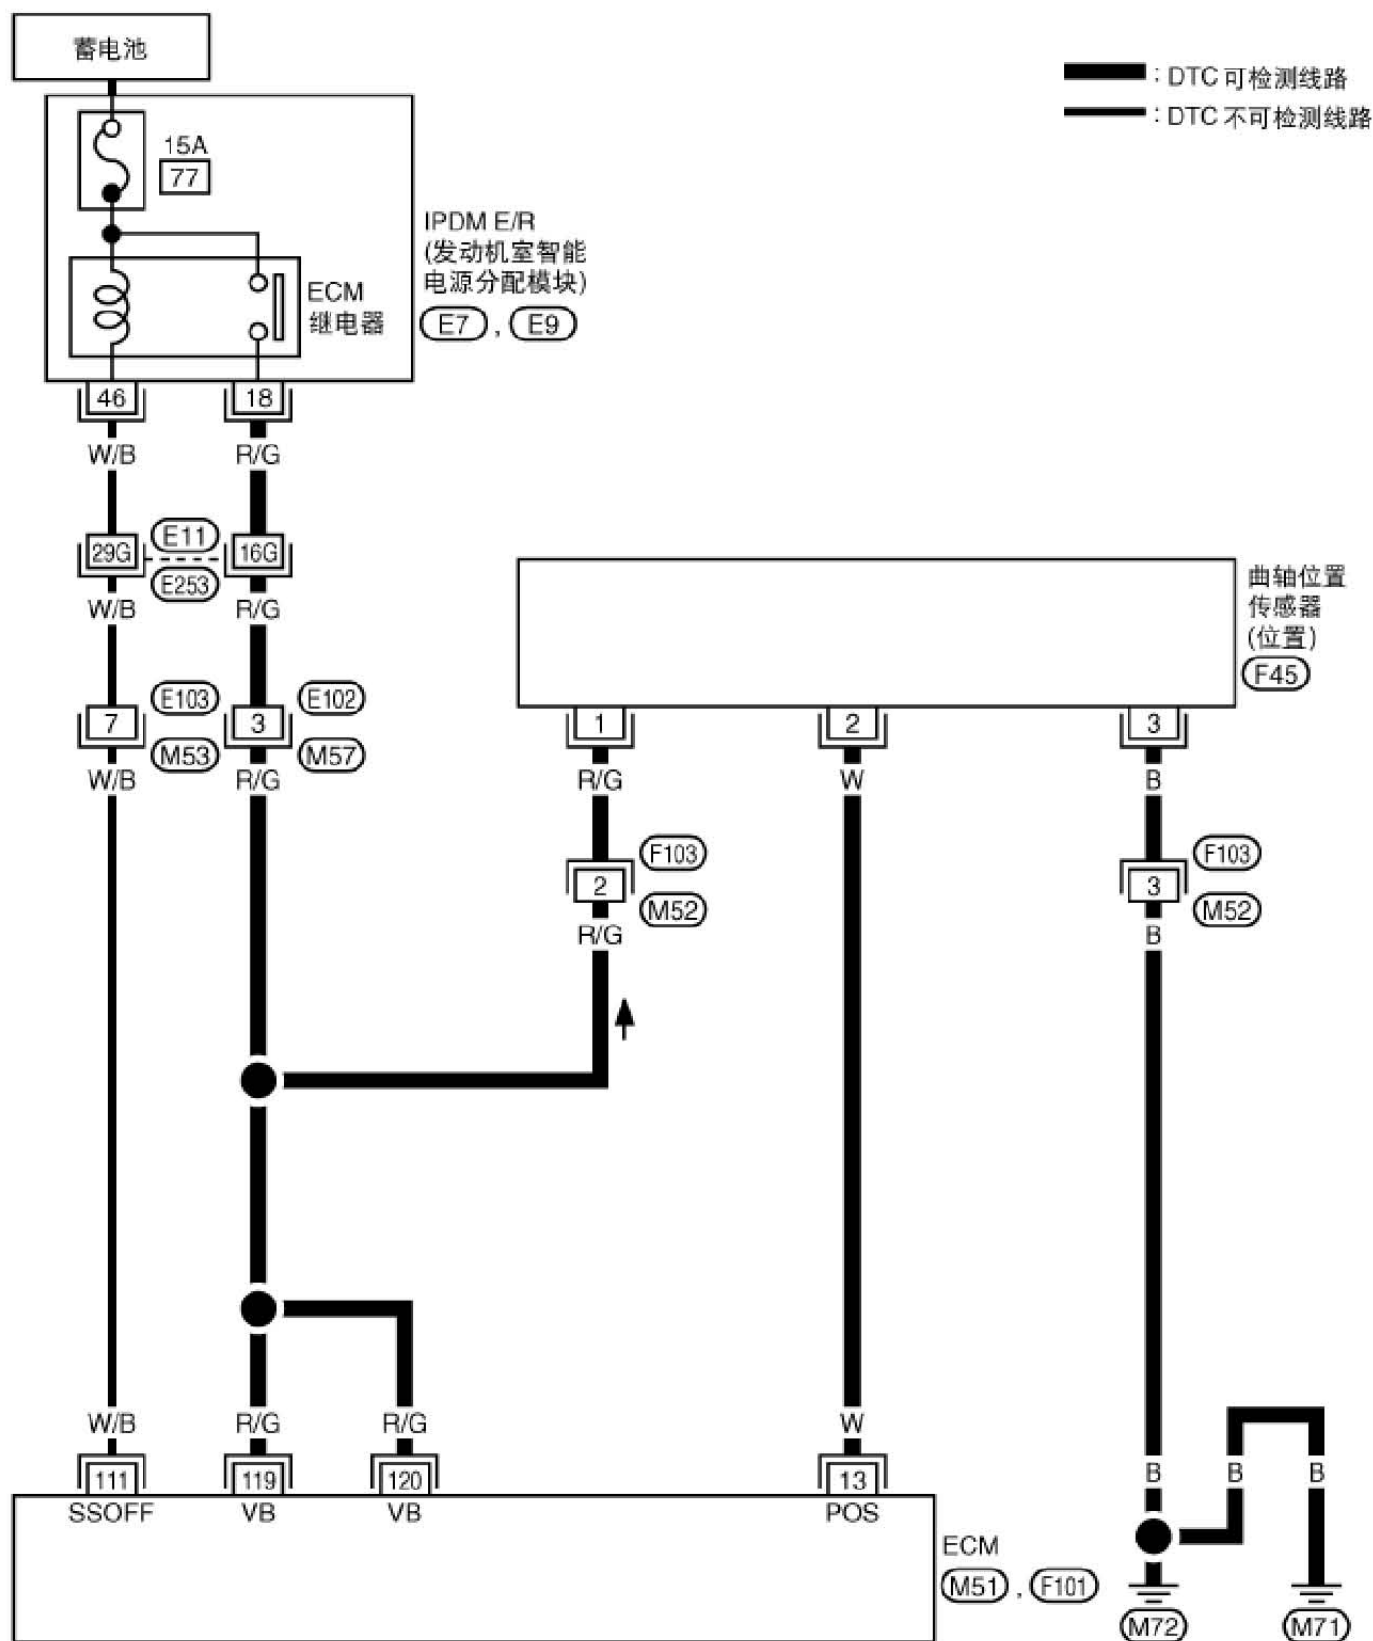 蓄电池
: DTC 可检测线路
: DTC 不可检测线路
15A
77
IPDM E/R
(发动机室智能
电源分配模块)
E7 , E9
ECM
继电器
46 18
W/B R/G
29G E11 16G
E253
W/B R/G
曲轴位置
传感器
(位置)
F45
E103 E102
7 3 1 2 3
M53 M57
W/B R/G R/G W B
F103 F103
2 3
M52 M52
R/G B
W/B R/G R/G W
B B B
111 119 120 13
SSOFF VB VB POS
ECM
M51 , F101
M72 M71